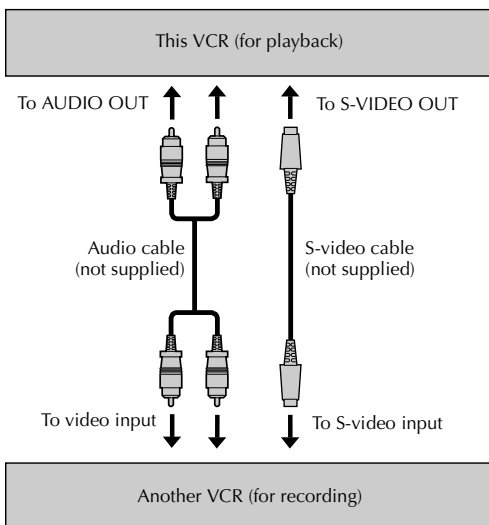 This VCR (for playback)
To AUDIO OUT
To S-VIDEO OUT
Audio cable
(not supplied)
S-video cable
(not supplied)
To video input
To S-video input
Another VCR (for recording)